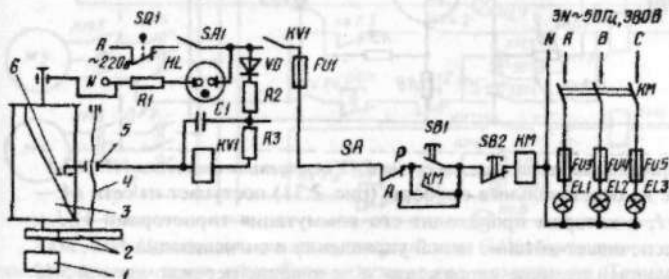 SQ1
SA1
KV1
3N~50Гц, 380В
A
~220в
HL
N
R1
VD
R2
C1
KV1
R3
FU1
N A B C
KM
SA
P
A
SB1
KM
SB2
KM
FU3
FU4
FU5
EL1
EL2
EL3
6
5
4
3
2
1